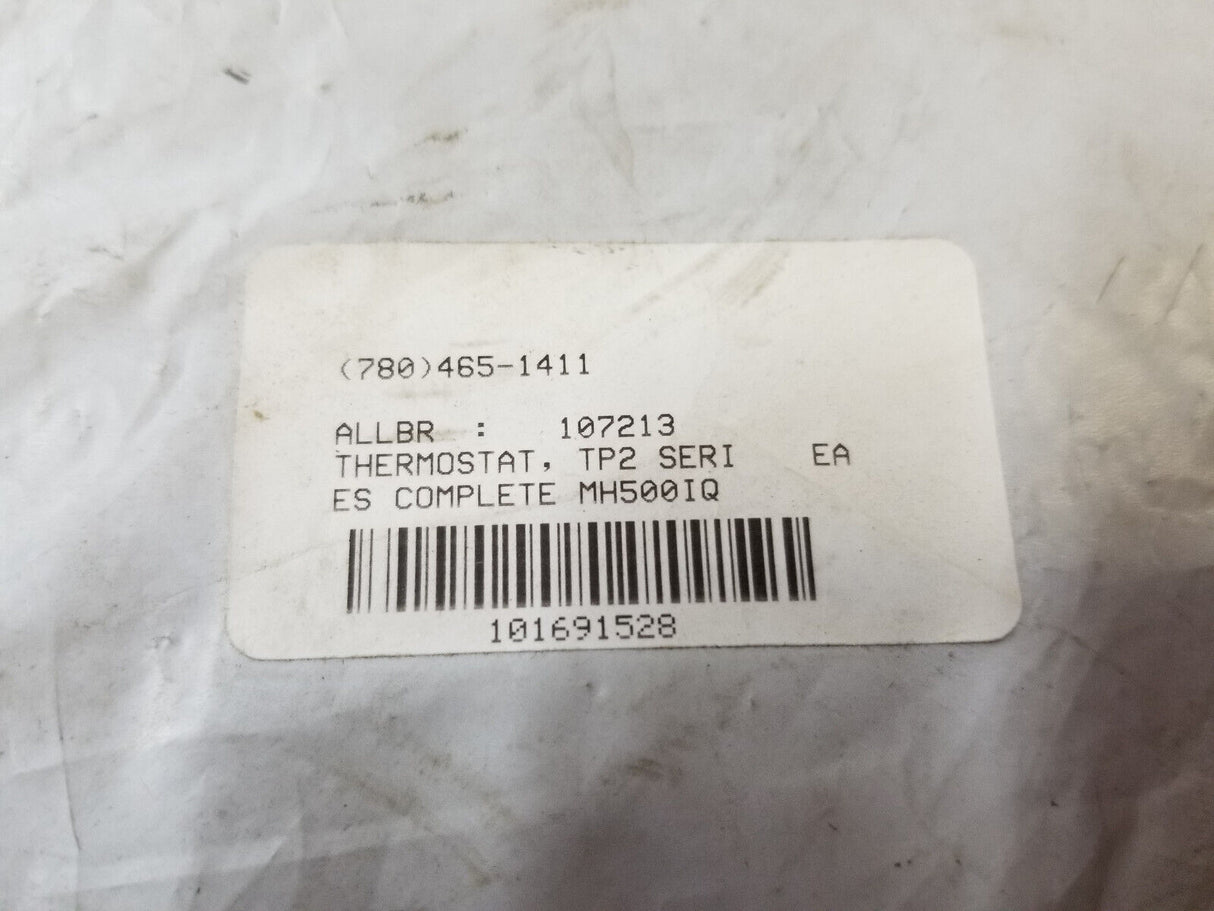 (780)465-1411
ALLBR : 107213
THERMOSTAT, TP2 SERI EA
ES COMPLETE MH500IQ
101691528